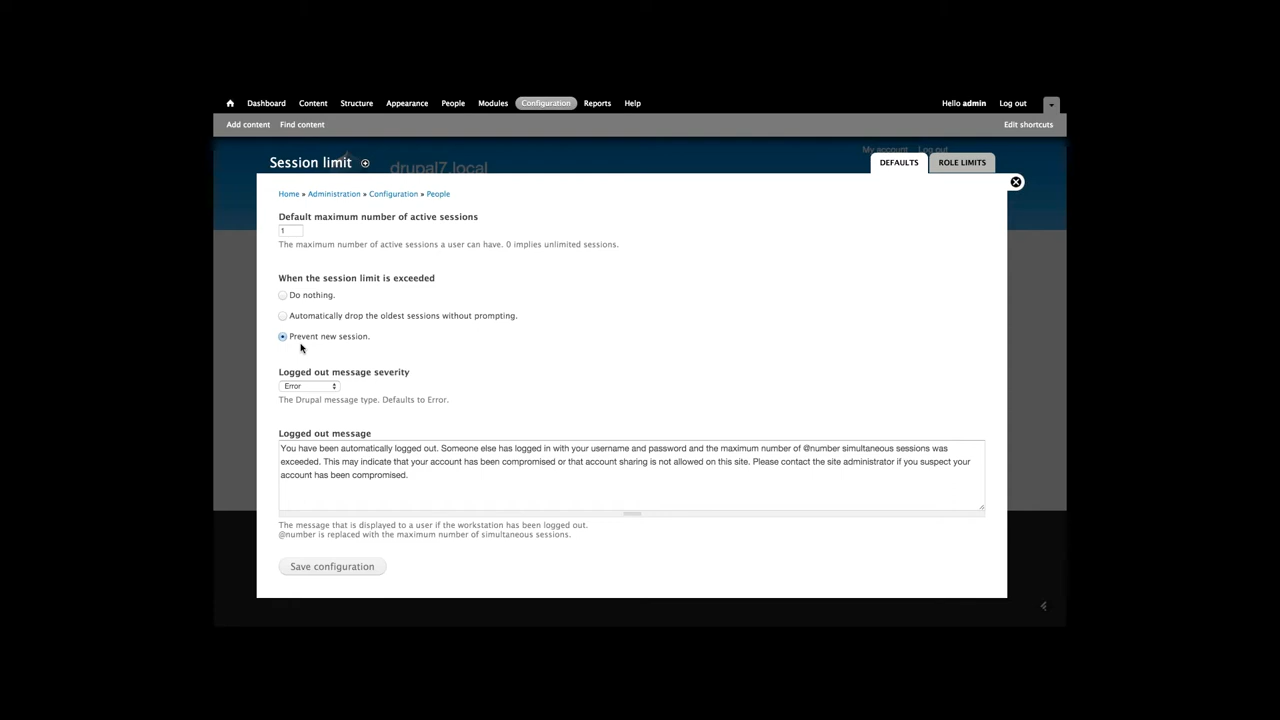 Dashboard Content Structure Appearance People Modules Configuration Reports Help Hello admin Log out
Add content Find content Edit shortcuts
My account Log out
Session limit drupal7.local DEFAULTS ROLE LIMITS
Home » Administration » Configuration » People
Default maximum number of active sessions
1
The maximum number of active sessions a user can have. 0 implies unlimited sessions.
When the session limit is exceeded
Do nothing.
Automatically drop the oldest sessions without prompting.
Prevent new session.
Logged out message severity
Error
The Drupal message type. Defaults to Error.
Logged out message
You have been automatically logged out. Someone else has logged in with your username and password and the maximum number of @number simultaneous sessions was
exceeded. This may indicate that your account has been compromised or that account sharing is not allowed on this site. Please contact the site administrator if you suspect your
account has been compromised.
The message that is displayed to a user if the workstation has been logged out.
@number is replaced with the maximum number of simultaneous sessions.
Save configuration